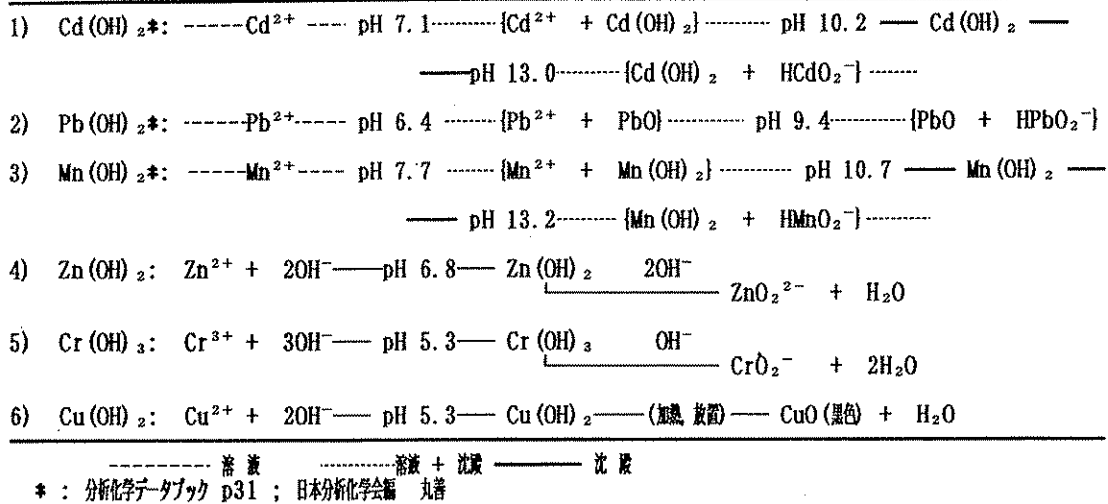 1) Cd(OH)₂*: -----Cd²⁺ ---- pH 7.1---------{Cd²⁺ + Cd(OH)₂}--------- pH 10.2 — Cd(OH)₂ —
—pH 13.0---------{Cd(OH)₂ + HCdO₂⁻}-------
2) Pb(OH)₂*: ------Pb²⁺----- pH 6.4 -------{Pb²⁺ + PbO}----------- pH 9.4----------{PbO + HPbO₂⁻}
3) Mn(OH)₂*: -----Mn²⁺---- pH 7.7 -------{Mn²⁺ + Mn(OH)₂}---------- pH 10.7 — Mn(OH)₂ —
— pH 13.2---------{Mn(OH)₂ + HMnO₂⁻}---------
4) Zn(OH)₂: Zn²⁺ + 2OH⁻—pH 6.8— Zn(OH)₂ 2OH⁻
ZnO₂²⁻ + H₂O
5) Cr(OH)₃: Cr³⁺ + 3OH⁻— pH 5.3— Cr(OH)₃ OH⁻
CrO₂⁻ + 2H₂O
6) Cu(OH)₂: Cu²⁺ + 2OH⁻— pH 5.3— Cu(OH)₂—(加熱, 放置)— CuO(黒色) + H₂O
---------- 溶液 ----------溶液 + 沈殿 ——— 沈殿
* : 分析化学データブック p31 ; 日本分析化学会編 丸善